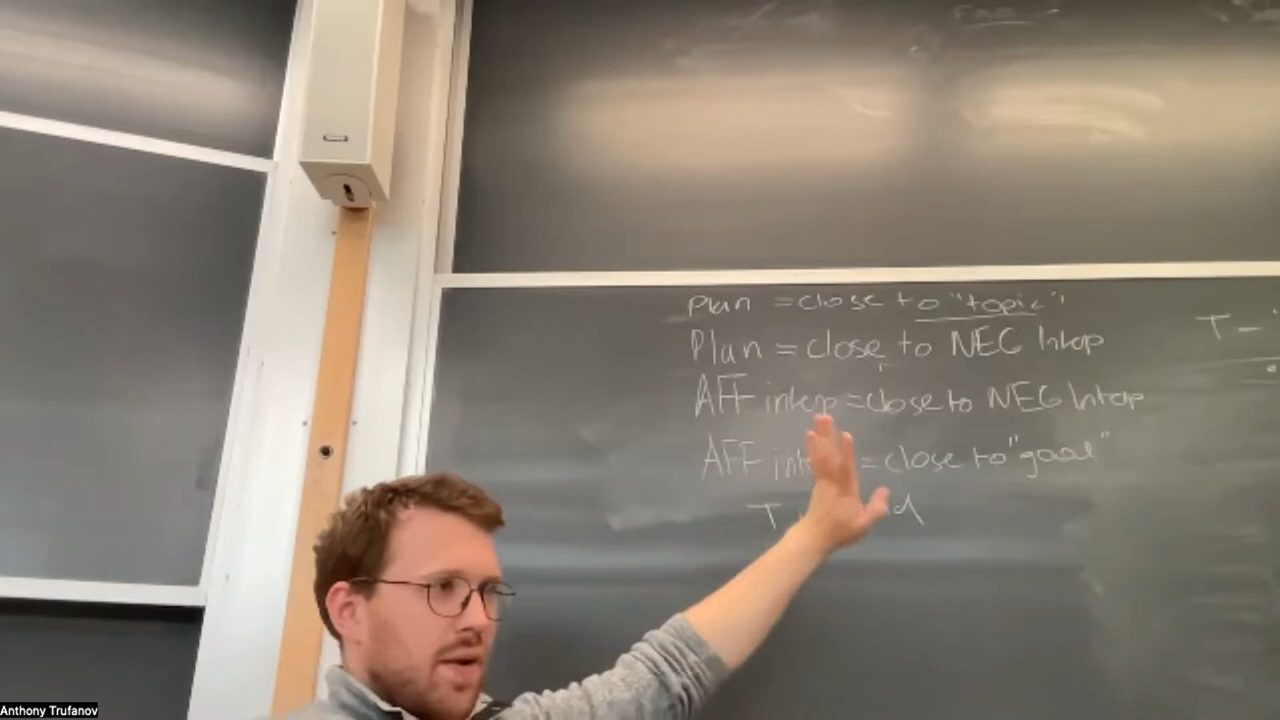 Plan = close to "topic"
Plan = close to NEG Interp
AFF interp = close to NEG Interp
AFF int = close to "goal"
T
T -
Anthony Trufanov